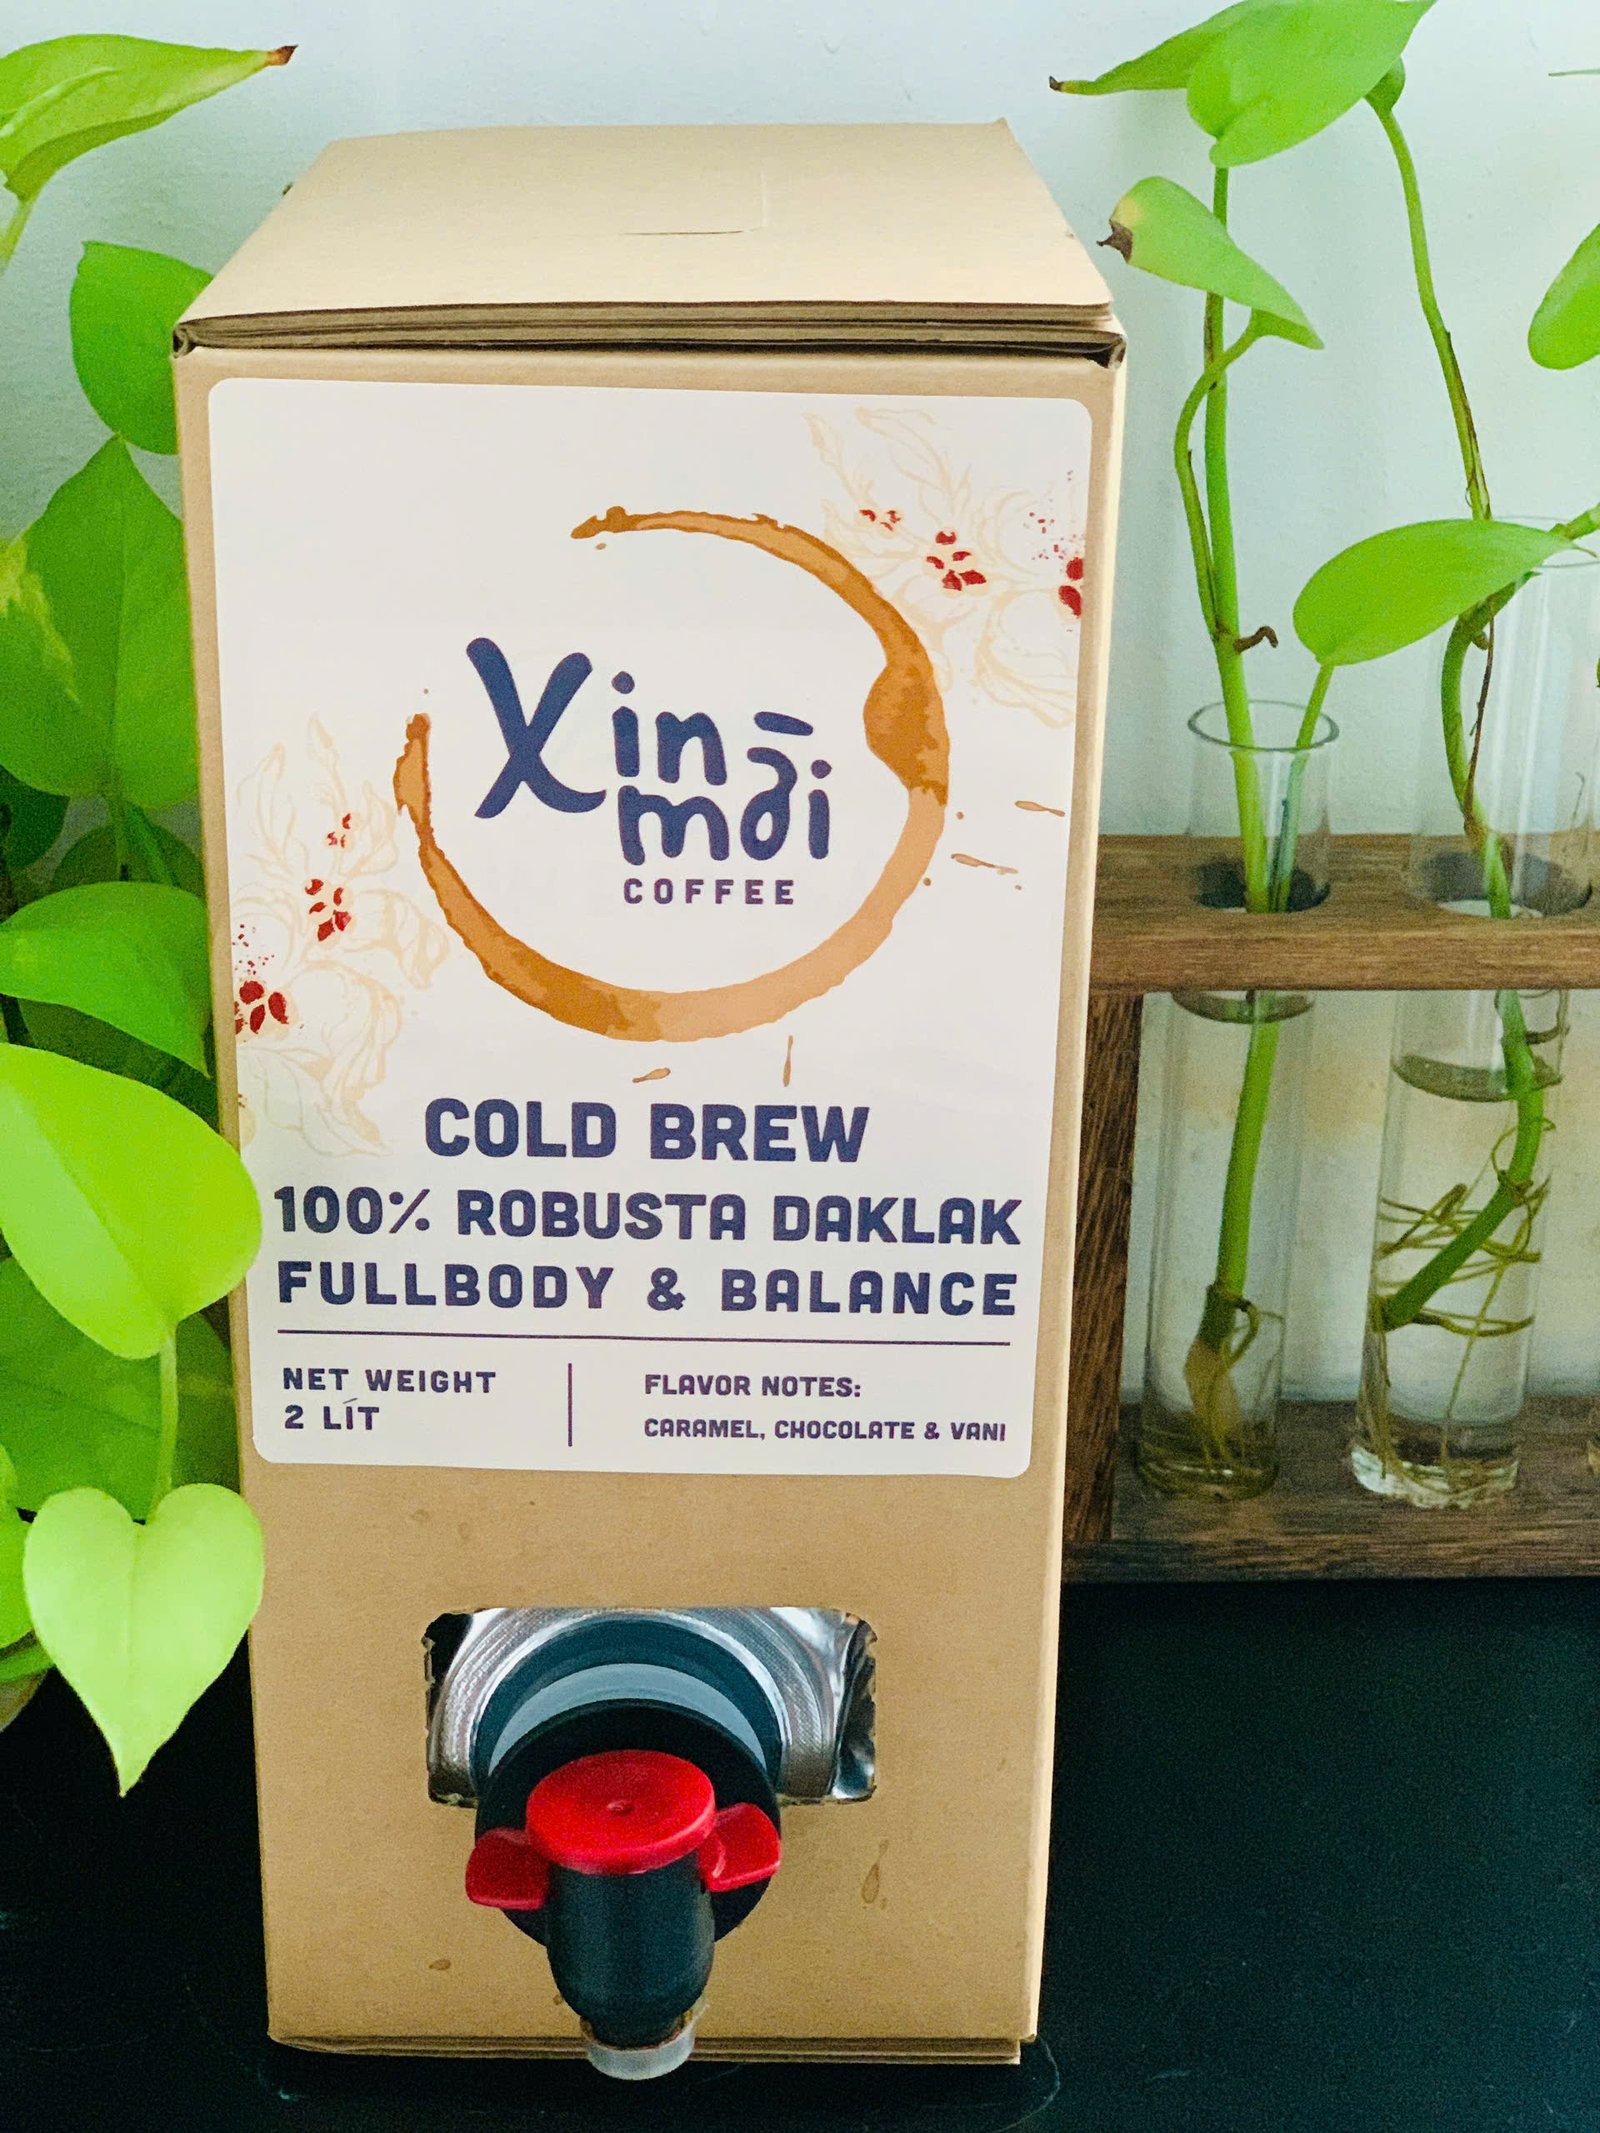 Xin
mời
COFFEE
COLD BREW
100% ROBUSTA DAKLAK
FULLBODY & BALANCE
NET WEIGHT
2 LÍT
FLAVOR NOTES:
CARAMEL, CHOCOLATE & VANI